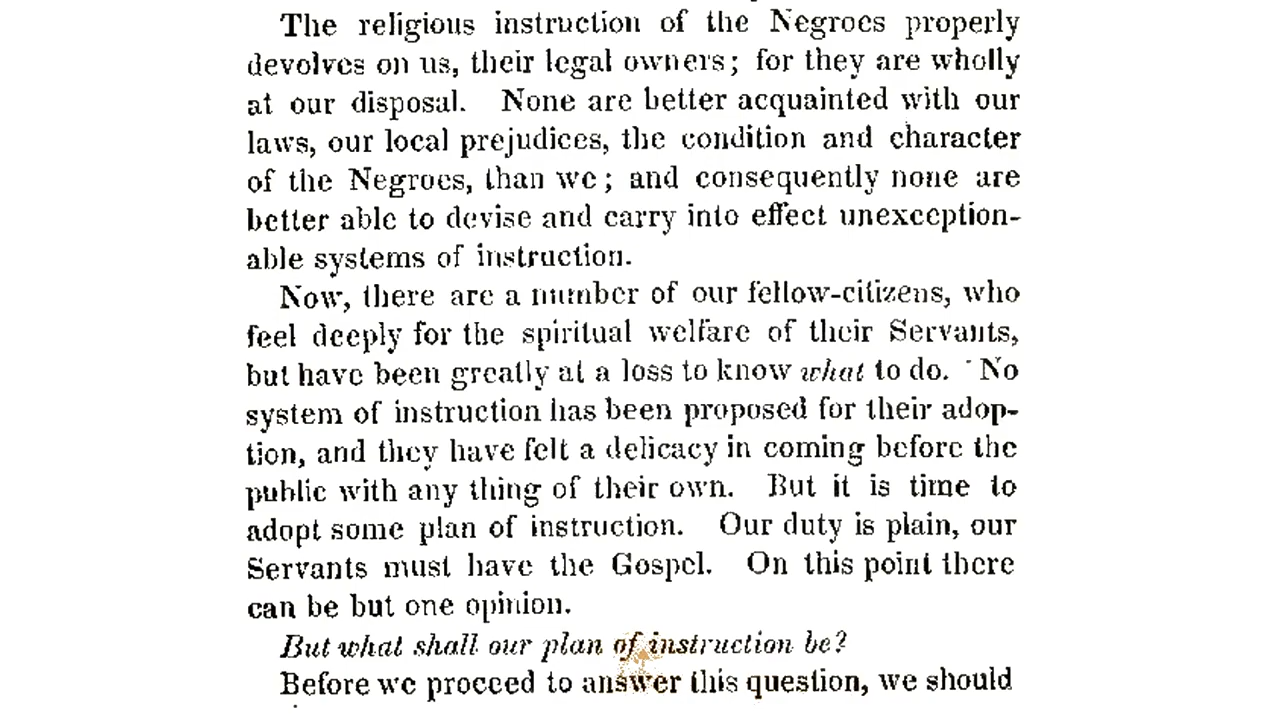 The religious instruction of the Negroes properly
devolves on us, their legal owners; for they are wholly
at our disposal. None are better acquainted with our
laws, our local prejudices, the condition and character
of the Negroes, than we; and consequently none are
better able to devise and carry into effect unexception-
able systems of instruction.
Now, there are a number of our fellow-citizens, who
feel deeply for the spiritual welfare of their Servants,
but have been greatly at a loss to know what to do. No
system of instruction has been proposed for their adop-
tion, and they have felt a delicacy in coming before the
public with any thing of their own. But it is time to
adopt some plan of instruction. Our duty is plain, our
Servants must have the Gospel. On this point there
can be but one opinion.
But what shall our plan of instruction be?
Before we proceed to answer this question, we should